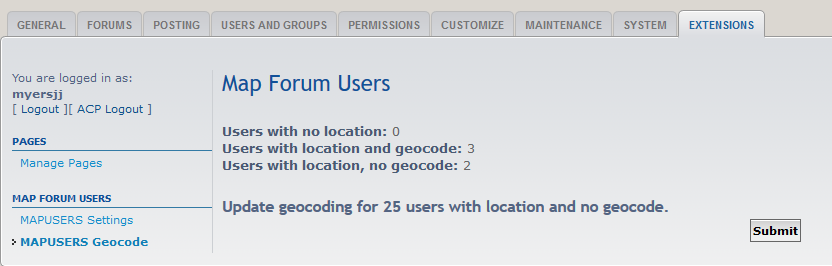 GENERAL FORUMS POSTING USERS AND GROUPS PERMISSIONS CUSTOMIZE MAINTENANCE SYSTEM EXTENSIONS
You are logged in as:
myersjj
[ Logout ][ ACP Logout ]
PAGES
Manage Pages
MAP FORUM USERS
MAPUSERS Settings
MAPUSERS Geocode
Map Forum Users
Users with no location: 0
Users with location and geocode: 3
Users with location, no geocode: 2
Update geocoding for 25 users with location and no geocode.
Submit